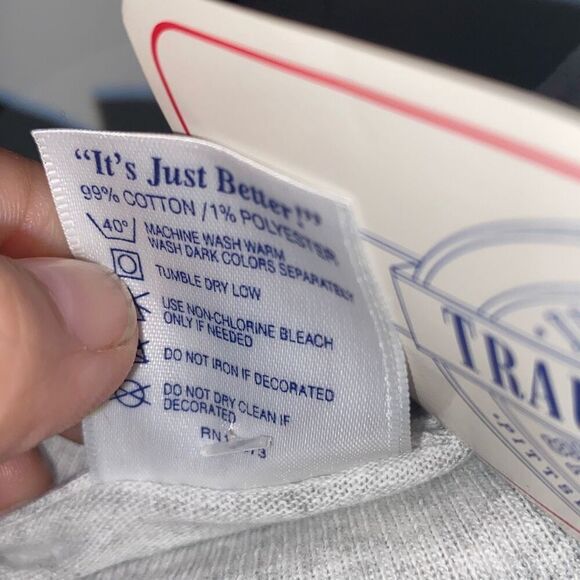 "It's Just Better!"
99% COTTON / 1% POLYESTER
40° MACHINE WASH WARM
WASH DARK COLORS SEPARATELY
TUMBLE DRY LOW
USE NON-CHLORINE BLEACH
ONLY IF NEEDED
DO NOT IRON IF DECORATED
DO NOT DRY CLEAN IF
DECORATED